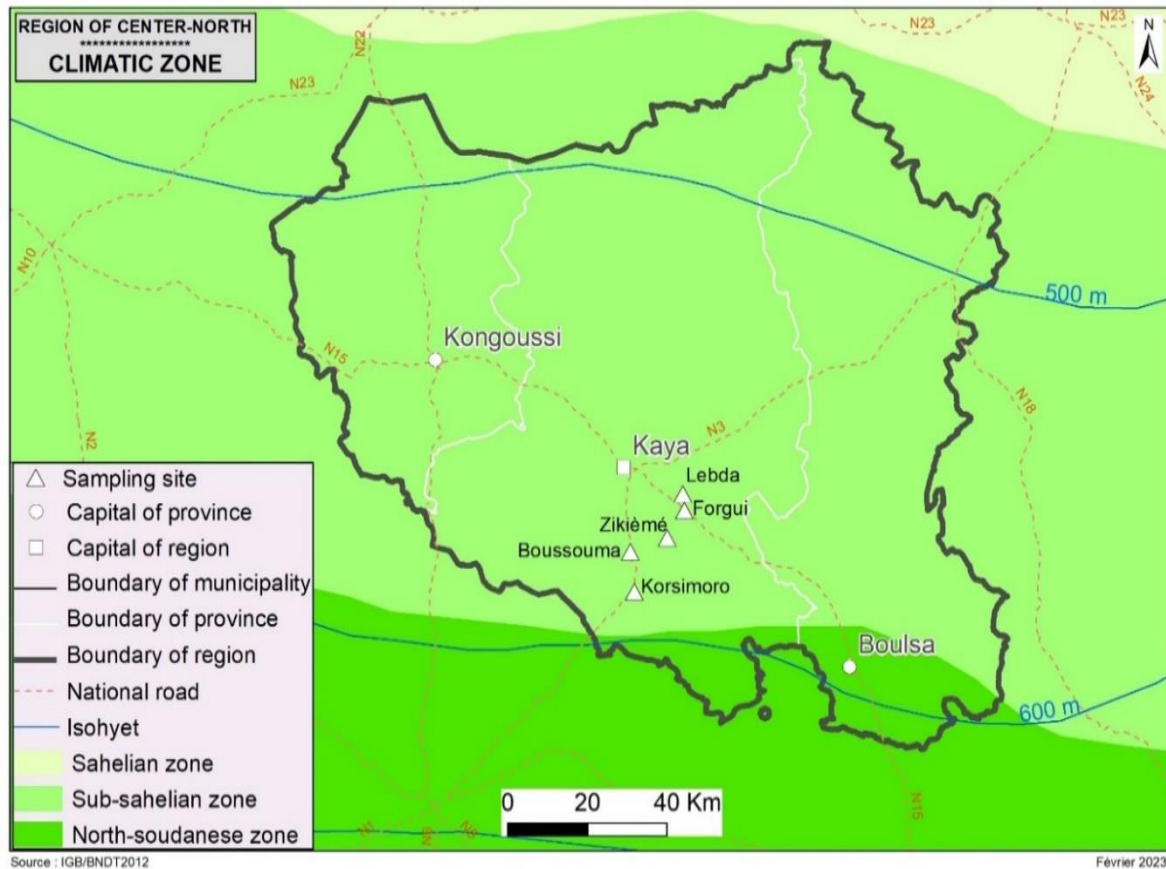 REGION OF CENTER-NORTH
*****************
CLIMATIC ZONE
N
N23
N23
N22
N23
N24
N10
500 m
Kongoussi
N15
N3
N18
N2
Kaya
Lebda
Forgui
Zikièmé
Boussouma
Korsimoro
Boulsa
600 m
Sampling site
Capital of province
Capital of region
Boundary of municipality
Boundary of province
Boundary of region
National road
Isohyet
Sahelian zone
Sub-sahelian zone
North-soudanese zone
0 20 40 Km
N1
N15
Source : IGB/BNDT2012
Février 2023